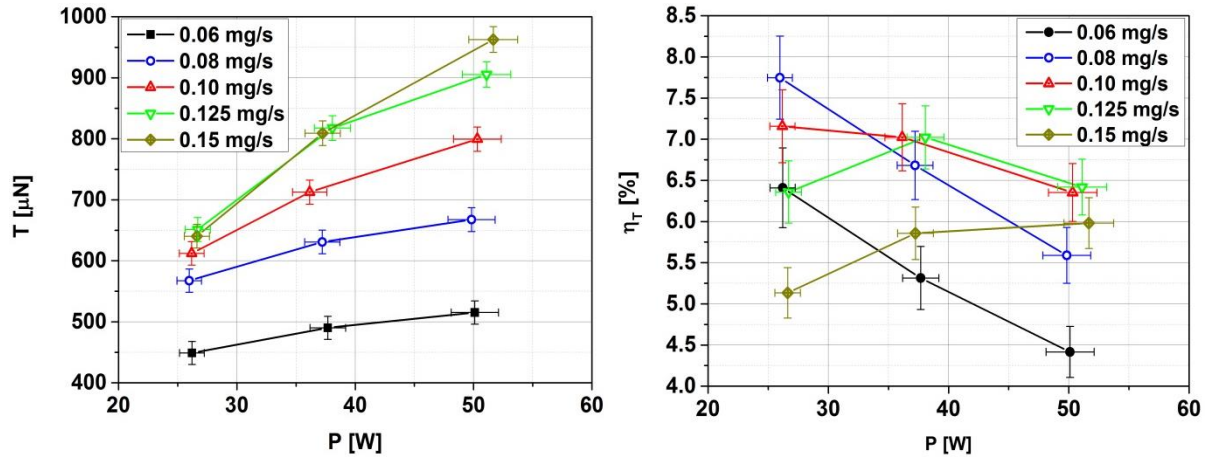 1000
900
800
700
600
500
400
T [µN]
0.06 mg/s
0.08 mg/s
0.10 mg/s
0.125 mg/s
0.15 mg/s
20 30 40 50 60
P [W]
8.5
8.0
7.5
7.0
6.5
6.0
5.5
5.0
4.5
4.0
η_T [%]
0.06 mg/s
0.08 mg/s
0.10 mg/s
0.125 mg/s
0.15 mg/s
20 30 40 50 60
P [W]